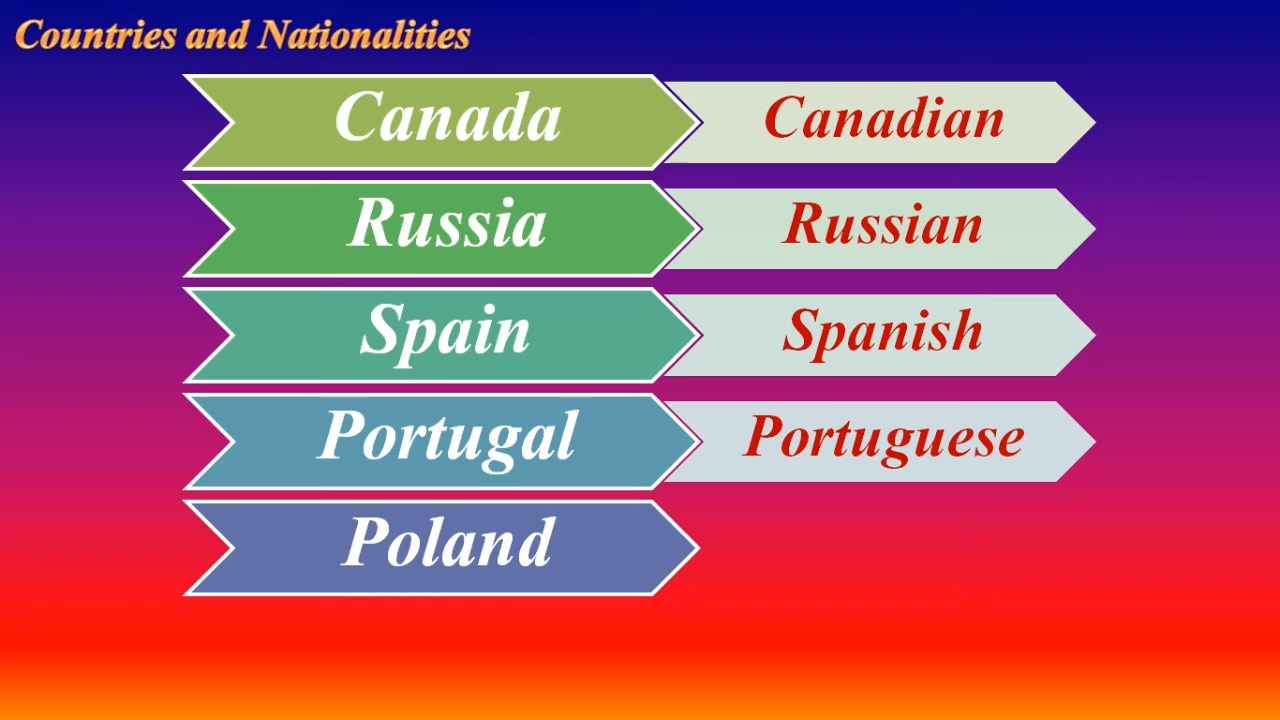 Countries and Nationalities
Canada Canadian
Russia Russian
Spain Spanish
Portugal Portuguese
Poland